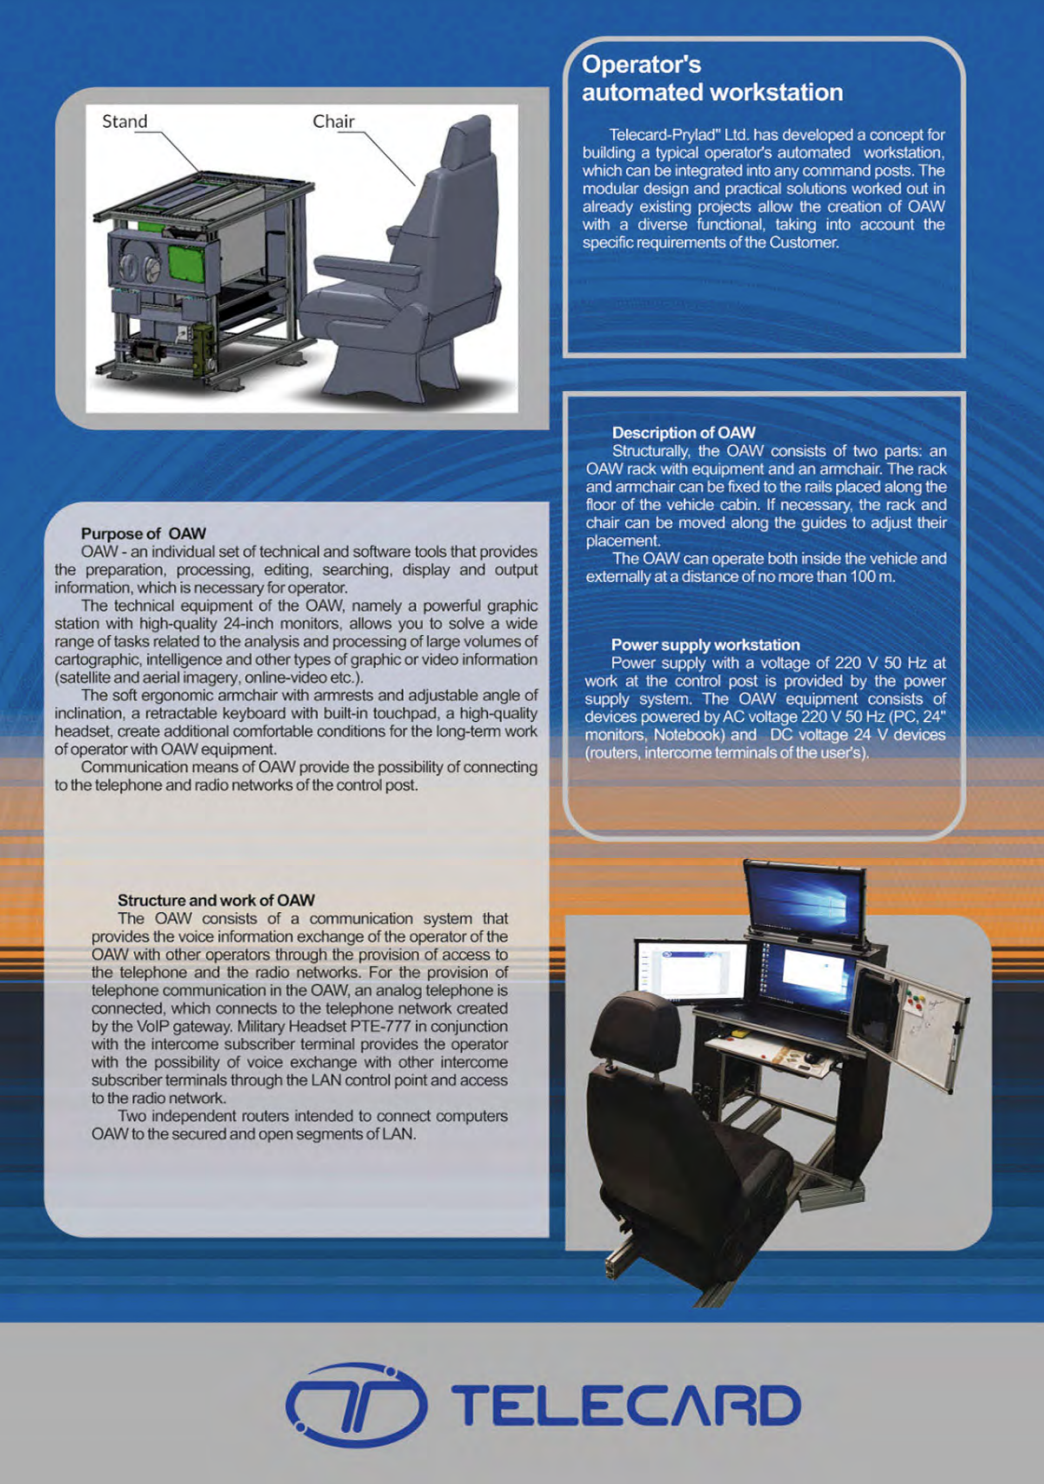 Stand
Chair
Operator's
automated workstation
Telecard-Prylad" Ltd. has developed a concept for
building a typical operator's automated workstation,
which can be integrated into any command posts. The
modular design and practical solutions worked out in
already existing projects allow the creation of OAW
with a diverse functional, taking into account the
specific requirements of the Customer.
Description of OAW
Structurally, the OAW consists of two parts: an
OAW rack with equipment and an armchair. The rack
and armchair can be fixed to the rails placed along the
floor of the vehicle cabin. If necessary, the rack and
chair can be moved along the guides to adjust their
placement.
The OAW can operate both inside the vehicle and
externally at a distance of no more than 100 m.
Power supply workstation
Power supply with a voltage of 220 V 50 Hz at
work at the control post is provided by the power
supply system. The OAW equipment consists of
devices powered by AC voltage 220 V 50 Hz (PC, 24"
monitors, Notebook) and DC voltage 24 V devices
(routers, intercome terminals of the user's).
Purpose of OAW
OAW - an individual set of technical and software tools that provides
the preparation, processing, editing, searching, display and output
information, which is necessary for operator.
The technical equipment of the OAW, namely a powerful graphic
station with high-quality 24-inch monitors, allows you to solve a wide
range of tasks related to the analysis and processing of large volumes of
cartographic, intelligence and other types of graphic or video information
(satellite and aerial imagery, online-video etc.).
The soft ergonomic armchair with armrests and adjustable angle of
inclination, a retractable keyboard with built-in touchpad, a high-quality
headset, create additional comfortable conditions for the long-term work
of operator with OAW equipment.
Communication means of OAW provide the possibility of connecting
to the telephone and radio networks of the control post.
Structure and work of OAW
The OAW consists of a communication system that
provides the voice information exchange of the operator of the
OAW with other operators through the provision of access to
the telephone and the radio networks. For the provision of
telephone communication in the OAW, an analog telephone is
connected, which connects to the telephone network created
by the VoIP gateway. Military Headset PTE-777 in conjunction
with the intercome subscriber terminal provides the operator
with the possibility of voice exchange with other intercome
subscriber terminals through the LAN control point and access
to the radio network.
Two independent routers intended to connect computers
OAW to the secured and open segments of LAN.
TELECARD